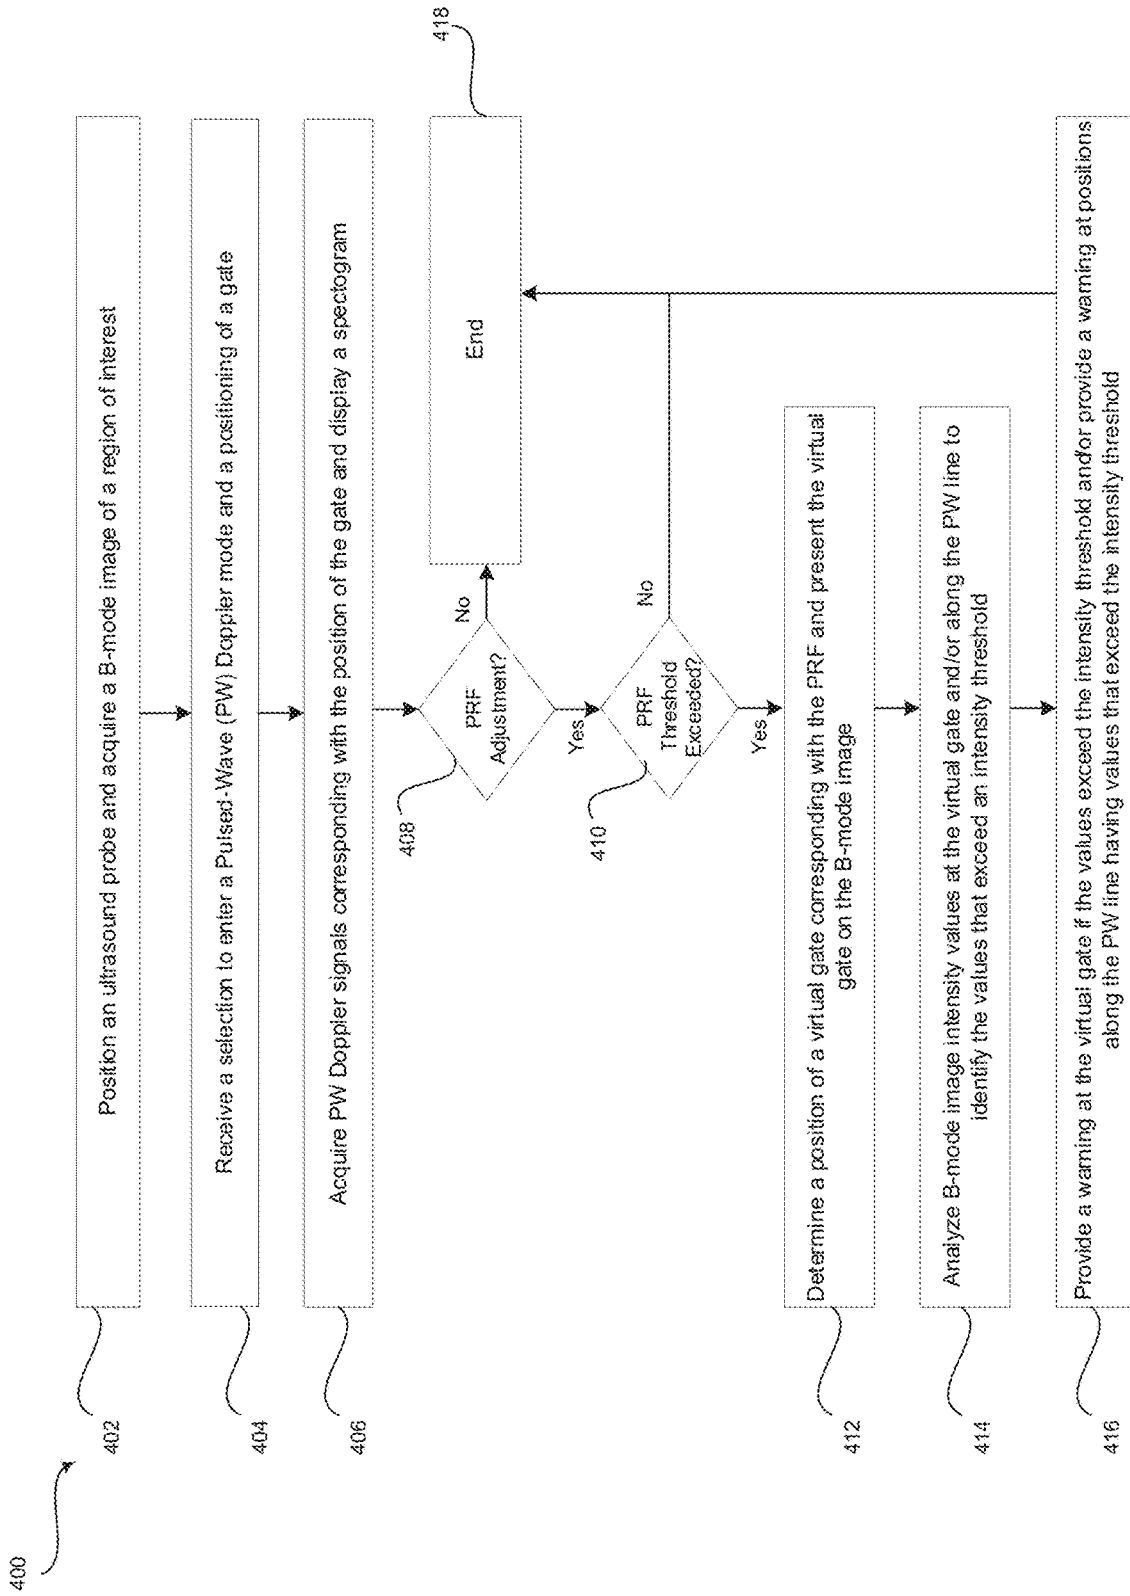 400
402
Position an ultrasound probe and acquire a B-mode image of a region of interest
404
Receive a selection to enter a Pulsed-Wave (PW) Doppler mode and a positioning of a gate
406
Acquire PW Doppler signals corresponding with the position of the gate and display a spectogram
408
PRF
Adjustment?
No
End
418
Yes
410
PRF
Threshold
Exceeded?
No
Yes
412
Determine a position of a virtual gate corresponding with the PRF and present the virtual
gate on the B-mode image
414
Analyze B-mode image intensity values at the virtual gate and/or along the PW line to
identify the values that exceed an intensity threshold
416
Provide a warning at the virtual gate if the values exceed the intensity threshold and/or provide a warning at positions
along the PW line having values that exceed the intensity threshold